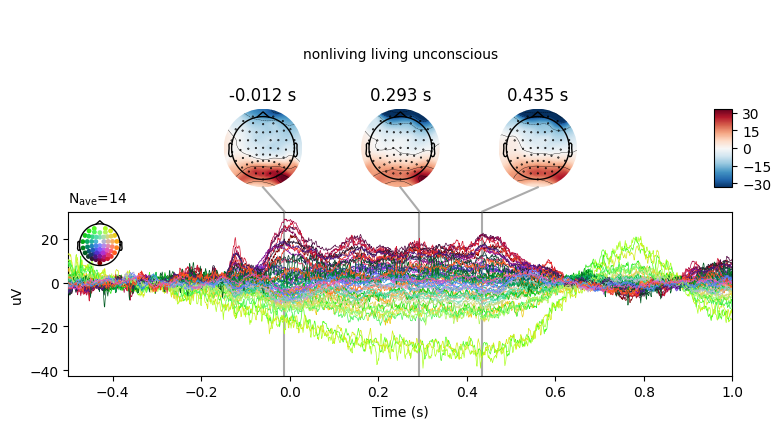 nonliving living unconscious
-0.012 s 0.293 s 0.435 s
30
15
0
−15
−30
Nave=14
20
0
−20
−40
uV
−0.4 −0.2 0.0 0.2 0.4 0.6 0.8 1.0
Time (s)